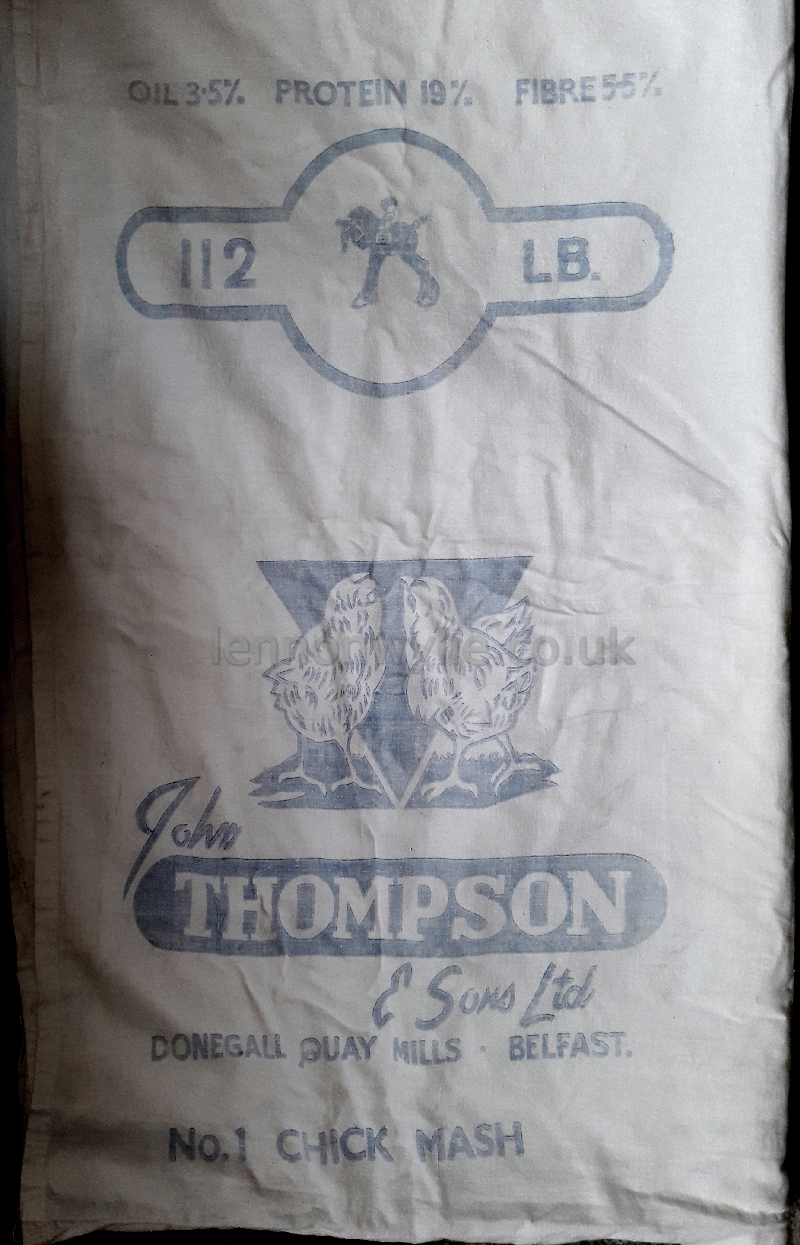 OIL 3·5% PROTEIN 19% FIBRE 5·5%
112 LB.
lennonwylie.co.uk
John
THOMPSON
& Sons Ltd
DONEGALL QUAY MILLS · BELFAST.
No.1 CHICK MASH